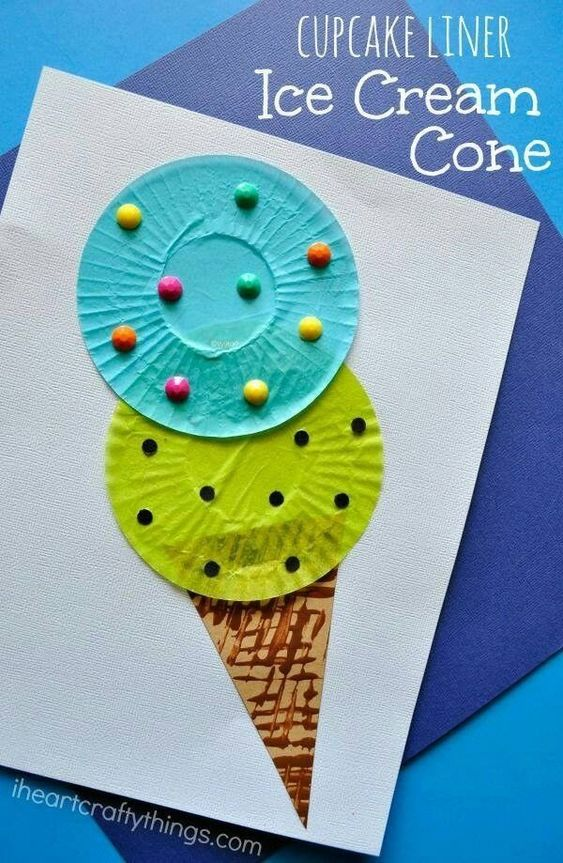 CUPCAKE LINER
Ice Cream
Cone
iheartcraftythings.com